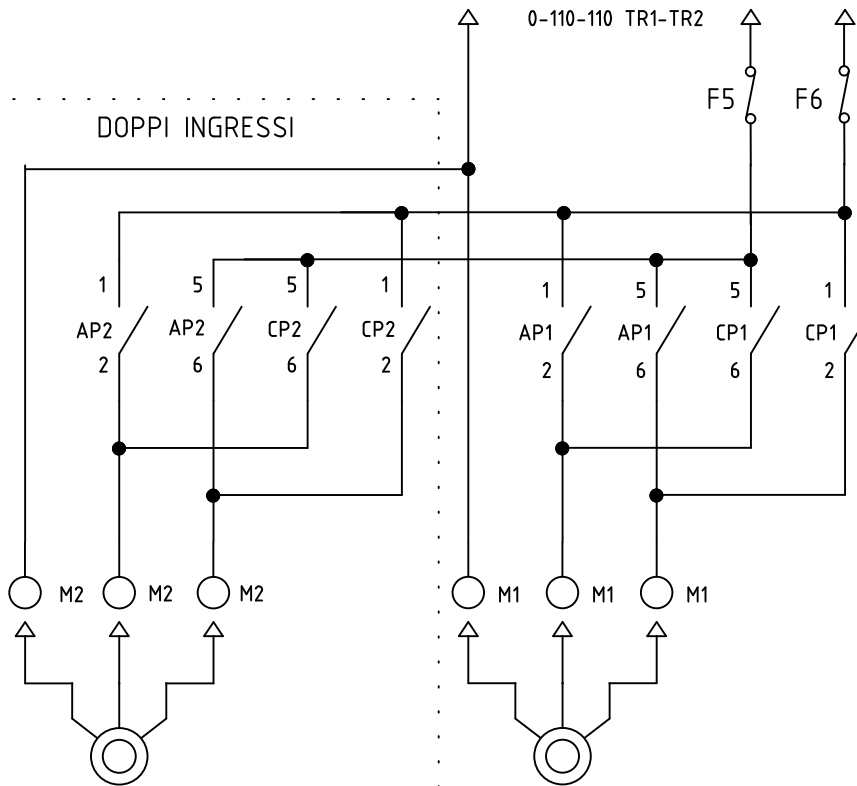 0-110-110 TR1-TR2
F5 F6
DOPPI INGRESSI
1 5 5 1 1 5 5 1
AP2 AP2 CP2 CP2 AP1 AP1 CP1 CP1
2 6 6 2 2 6 6 2
M2 M2 M2 M1 M1 M1